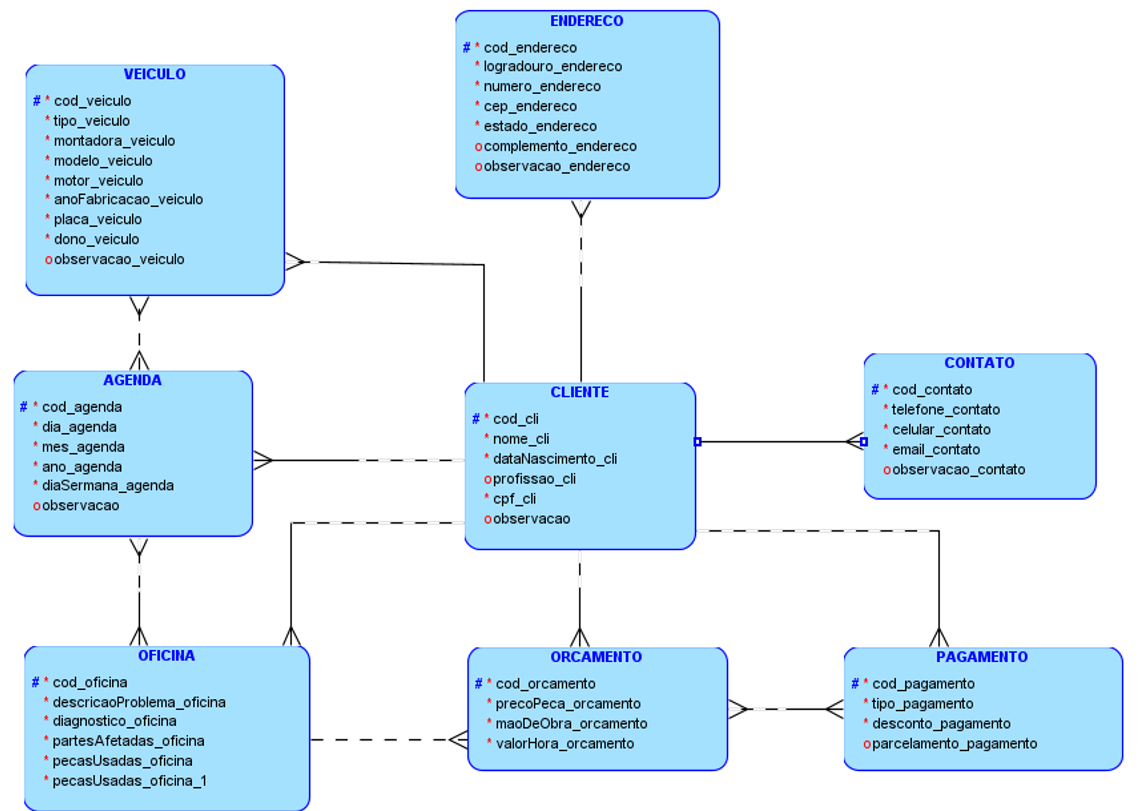 ENDERECO
# * cod_endereco
* logradouro_endereco
* numero_endereco
* cep_endereco
* estado_endereco
o complemento_endereco
o observacao_endereco
VEICULO
# * cod_veiculo
* tipo_veiculo
* montadora_veiculo
* modelo_veiculo
* motor_veiculo
* anoFabricacao_veiculo
* placa_veiculo
* dono_veiculo
o observacao_veiculo
AGENDA
# * cod_agenda
* dia_agenda
* mes_agenda
* ano_agenda
* diaSermana_agenda
o observacao
CLIENTE
# * cod_cli
* nome_cli
* dataNascimento_cli
o profissao_cli
* cpf_cli
o observacao
CONTATO
# * cod_contato
* telefone_contato
* celular_contato
* email_contato
o observacao_contato
OFICINA
# * cod_oficina
* descricaoProblema_oficina
* diagnostico_oficina
* partesAfetadas_oficina
* pecasUsadas_oficina
* pecasUsadas_oficina_1
ORCAMENTO
# * cod_orcamento
* precoPeca_orcamento
* maoDeObra_orcamento
* valorHora_orcamento
PAGAMENTO
# * cod_pagamento
* tipo_pagamento
* desconto_pagamento
o parcelamento_pagamento